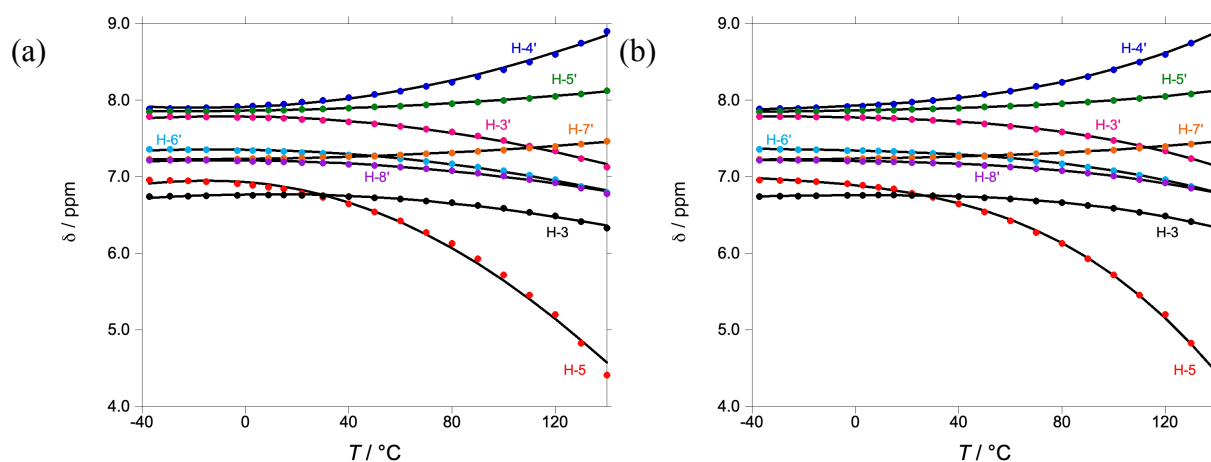 (a)
9.0
8.0
7.0
6.0
5.0
4.0
δ / ppm
-40
0
40
80
120
T / °C
H-4'
H-5'
H-3'
H-7'
H-6'
H-8'
H-3
H-5
(b)
9.0
8.0
7.0
6.0
5.0
4.0
δ / ppm
-40
0
40
80
120
T / °C
H-4'
H-5'
H-3'
H-7'
H-6'
H-8'
H-3
H-5